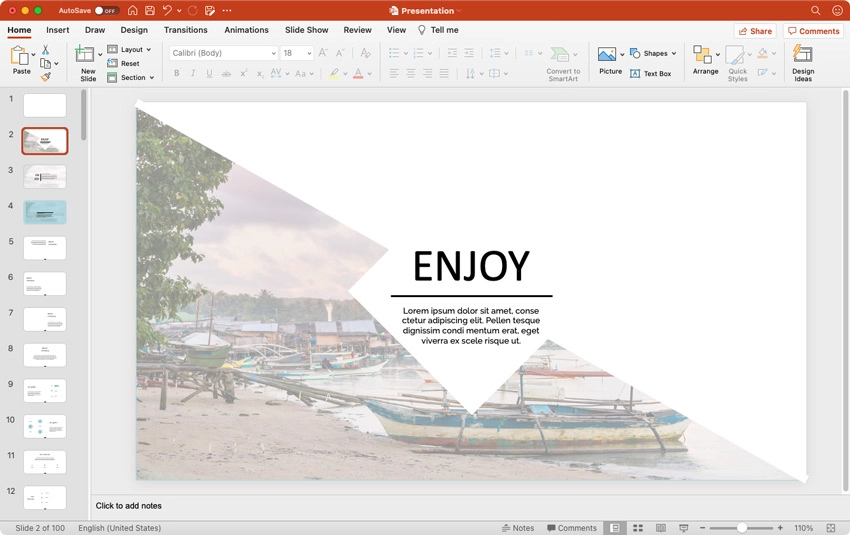 AutoSave OFF
Presentation
Home Insert Draw Design Transitions Animations Slide Show Review View Tell me
Share Comments
Paste
New Slide
Layout
Reset
Section
Calibri (Body) 18
Convert to SmartArt
Picture
Shapes
Text Box
Arrange
Quick Styles
Design Ideas
1
2
3
4
5
6
7
8
9
10
11
12
ENJOY
Lorem ipsum dolor sit amet, conse
ctetur adipiscing elit. Pellen tesque
dignissim condi mentum erat, eget
viverra ex scele risque ut.
Click to add notes
Slide 2 of 100 English (United States) Notes Comments 110%